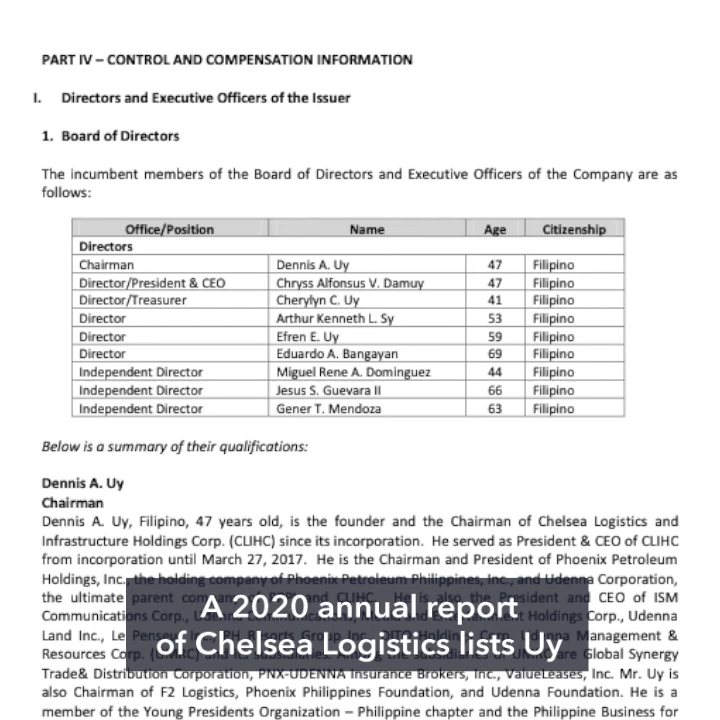 PART IV – CONTROL AND COMPENSATION INFORMATION
I. Directors and Executive Officers of the Issuer
1. Board of Directors
The incumbent members of the Board of Directors and Executive Officers of the Company are as
follows:
Office/Position Name Age Citizenship
Directors
Chairman Dennis A. Uy 47 Filipino
Director/President & CEO Chryss Alfonsus V. Damuy 47 Filipino
Director/Treasurer Cherylyn C. Uy 41 Filipino
Director Arthur Kenneth L. Sy 53 Filipino
Director Efren E. Uy 59 Filipino
Director Eduardo A. Bangayan 69 Filipino
Independent Director Miguel Rene A. Dominguez 44 Filipino
Independent Director Jesus S. Guevara II 66 Filipino
Independent Director Gener T. Mendoza 63 Filipino
Below is a summary of their qualifications:
Dennis A. Uy
Chairman
Dennis A. Uy, Filipino, 47 years old, is the founder and the Chairman of Chelsea Logistics and
Infrastructure Holdings Corp. (CLIHC) since its incorporation. He served as President & CEO of CLIHC
from incorporation until March 27, 2017. He is the Chairman and President of Phoenix Petroleum
Holdings, Inc., the holding company of Phoenix Petroleum Philippines, Inc., and Udenna Corporation,
the ultimate parent company of and CLIHC. He is also the President and CEO of ISM
Communications Corp., Holdings Corp., Udenna
Land Inc., Le Management &
Resources Corp. Global Synergy
Trade& Distribution Corporation, PNX-UDENNA Insurance Brokers, Inc., ValueLeases, Inc. Mr. Uy is
also Chairman of F2 Logistics, Phoenix Philippines Foundation, and Udenna Foundation. He is a
member of the Young Presidents Organization – Philippine chapter and the Philippine Business for
A 2020 annual report
of Chelsea Logistics lists Uy